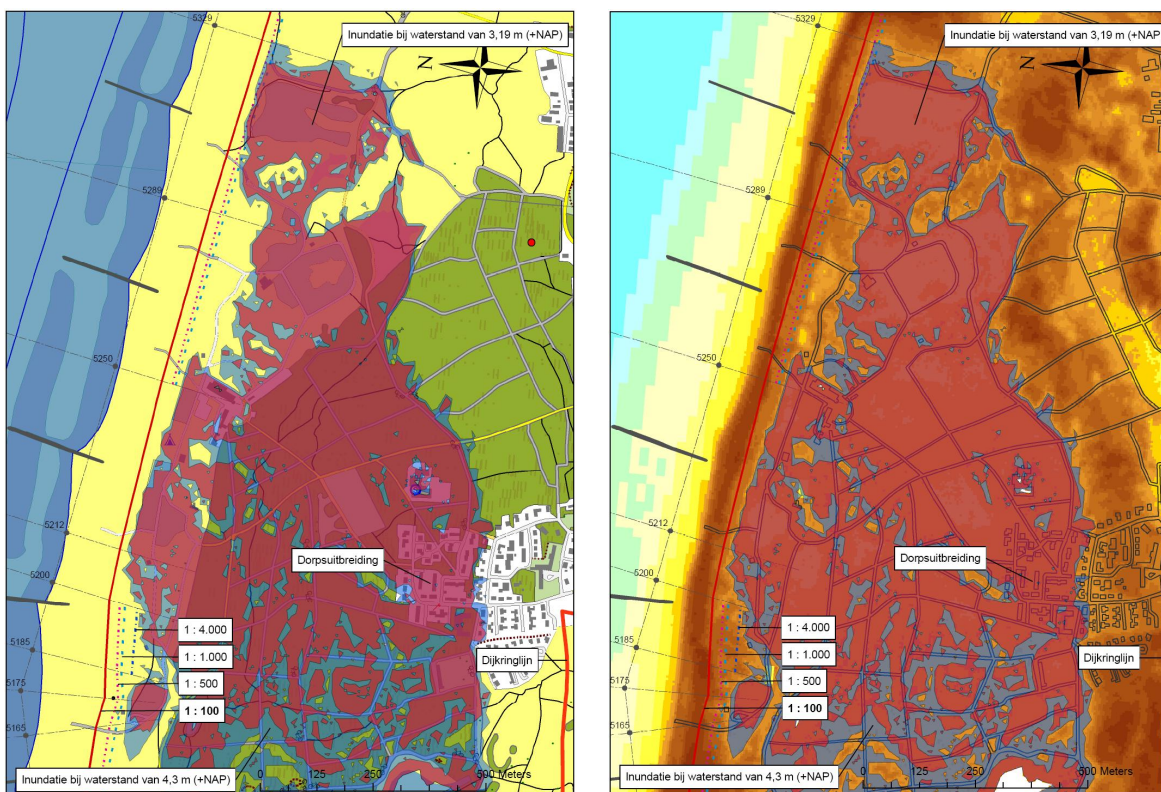 5329
Inundatie bij waterstand van 3,19 m (+NAP)
N
5289
5250
5212
5200
Dorpsuitbreiding
1 : 4.000
5185
1 : 1.000
Dijkringlijn
5175
1 : 500
5165
1 : 100
Inundatie bij waterstand van 4,3 m (+NAP)
0 125 250 500 Meters
5329
Inundatie bij waterstand van 3,19 m (+NAP)
N
5289
5250
5212
5200
Dorpsuitbreiding
1 : 4.000
5185
1 : 1.000
Dijkringlijn
5175
1 : 500
5165
1 : 100
Inundatie bij waterstand van 4,3 m (+NAP)
0 125 250 500 Meters